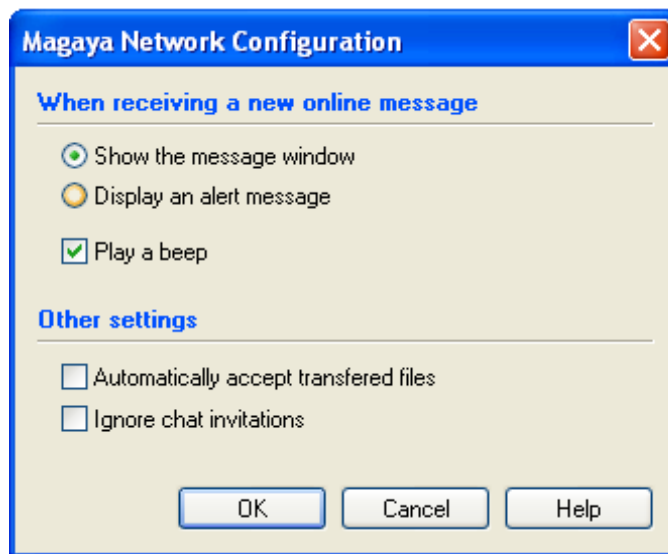 Magaya Network Configuration
When receiving a new online message
Show the message window
Display an alert message
Play a beep
Other settings
Automatically accept transfered files
Ignore chat invitations
OK Cancel Help